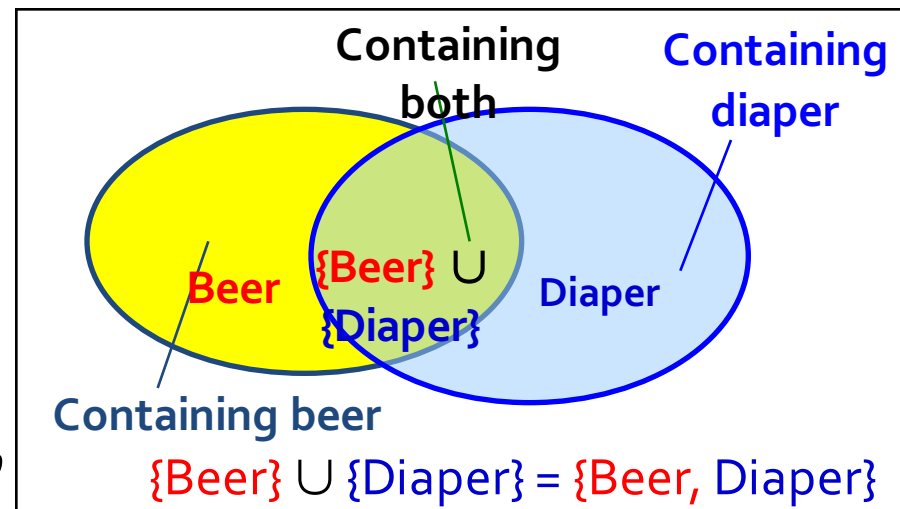 Containing
both
Containing
diaper
Beer
{Beer} ∪
{Diaper}
Diaper
Containing beer
{Beer} ∪ {Diaper} = {Beer, Diaper}